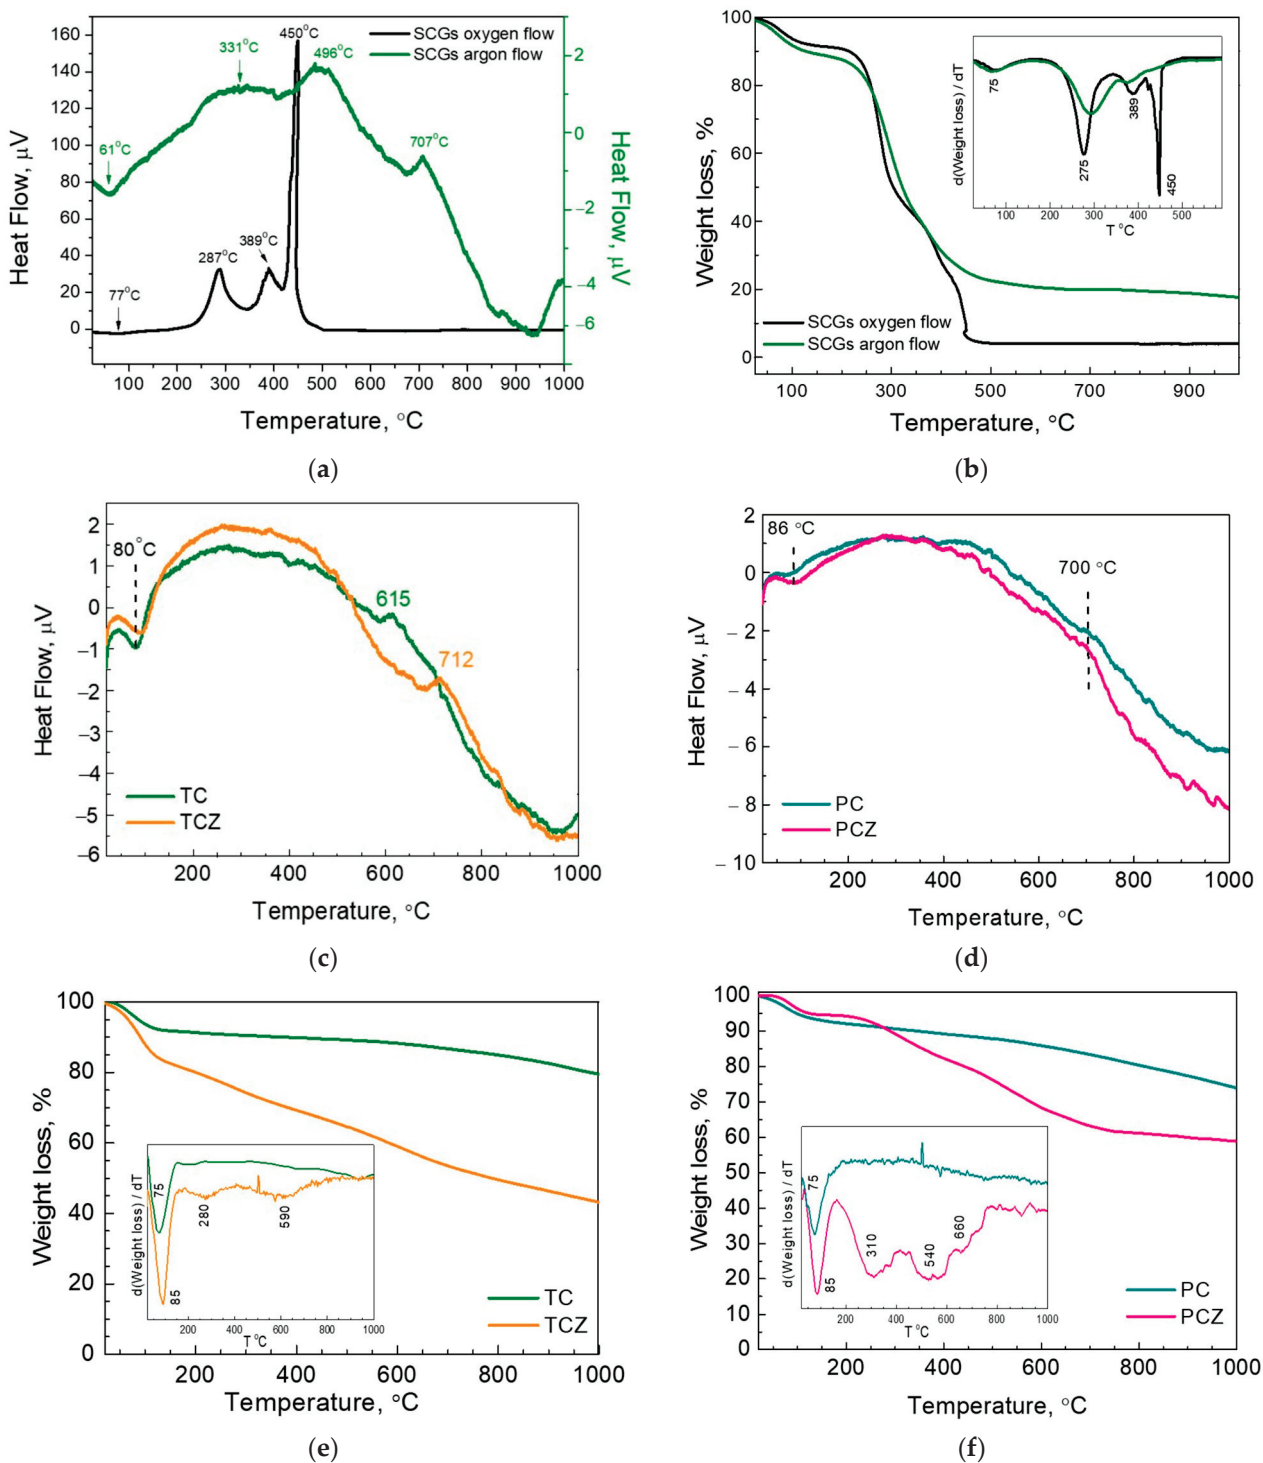 160
140
120
100
80
60
40
20
0
Heat Flow, µV
61°C
331°C
450°C
496°C
707°C
77°C
287°C
389°C
SCGs oxygen flow
SCGs argon flow
2
0
−2
−4
−6
Heat Flow, µV
100 200 300 400 500 600 700 800 900 1000
Temperature, °C
(a)
100
80
60
40
20
0
Weight loss, %
SCGs oxygen flow
SCGs argon flow
d(Weight loss) / dT
75
275
389
450
100 200 300 400 500
T °C
100 300 500 700 900
Temperature, °C
(b)
2
1
0
−1
−2
−3
−4
−5
−6
Heat Flow, µV
80°C
615
712
TC
TCZ
200 400 600 800 1000
Temperature, °C
(c)
2
0
− 2
− 4
− 6
− 8
− 10
Heat Flow, µV
86 °C
700 °C
PC
PCZ
200 400 600 800 1000
Temperature, °C
(d)
100
80
60
40
20
0
Weight loss, %
d(Weight loss) / dT
75
85
280
590
200 400 600 800 1000
T °C
TC
TCZ
200 400 600 800 1000
Temperature, °C
(e)
100
90
80
70
60
50
40
30
20
10
0
Weight loss, %
d(Weight loss) / dT
75
85
310
540
660
200 400 600 800 1000
T °C
PC
PCZ
200 400 600 800 1000
Temperature, °C
(f)